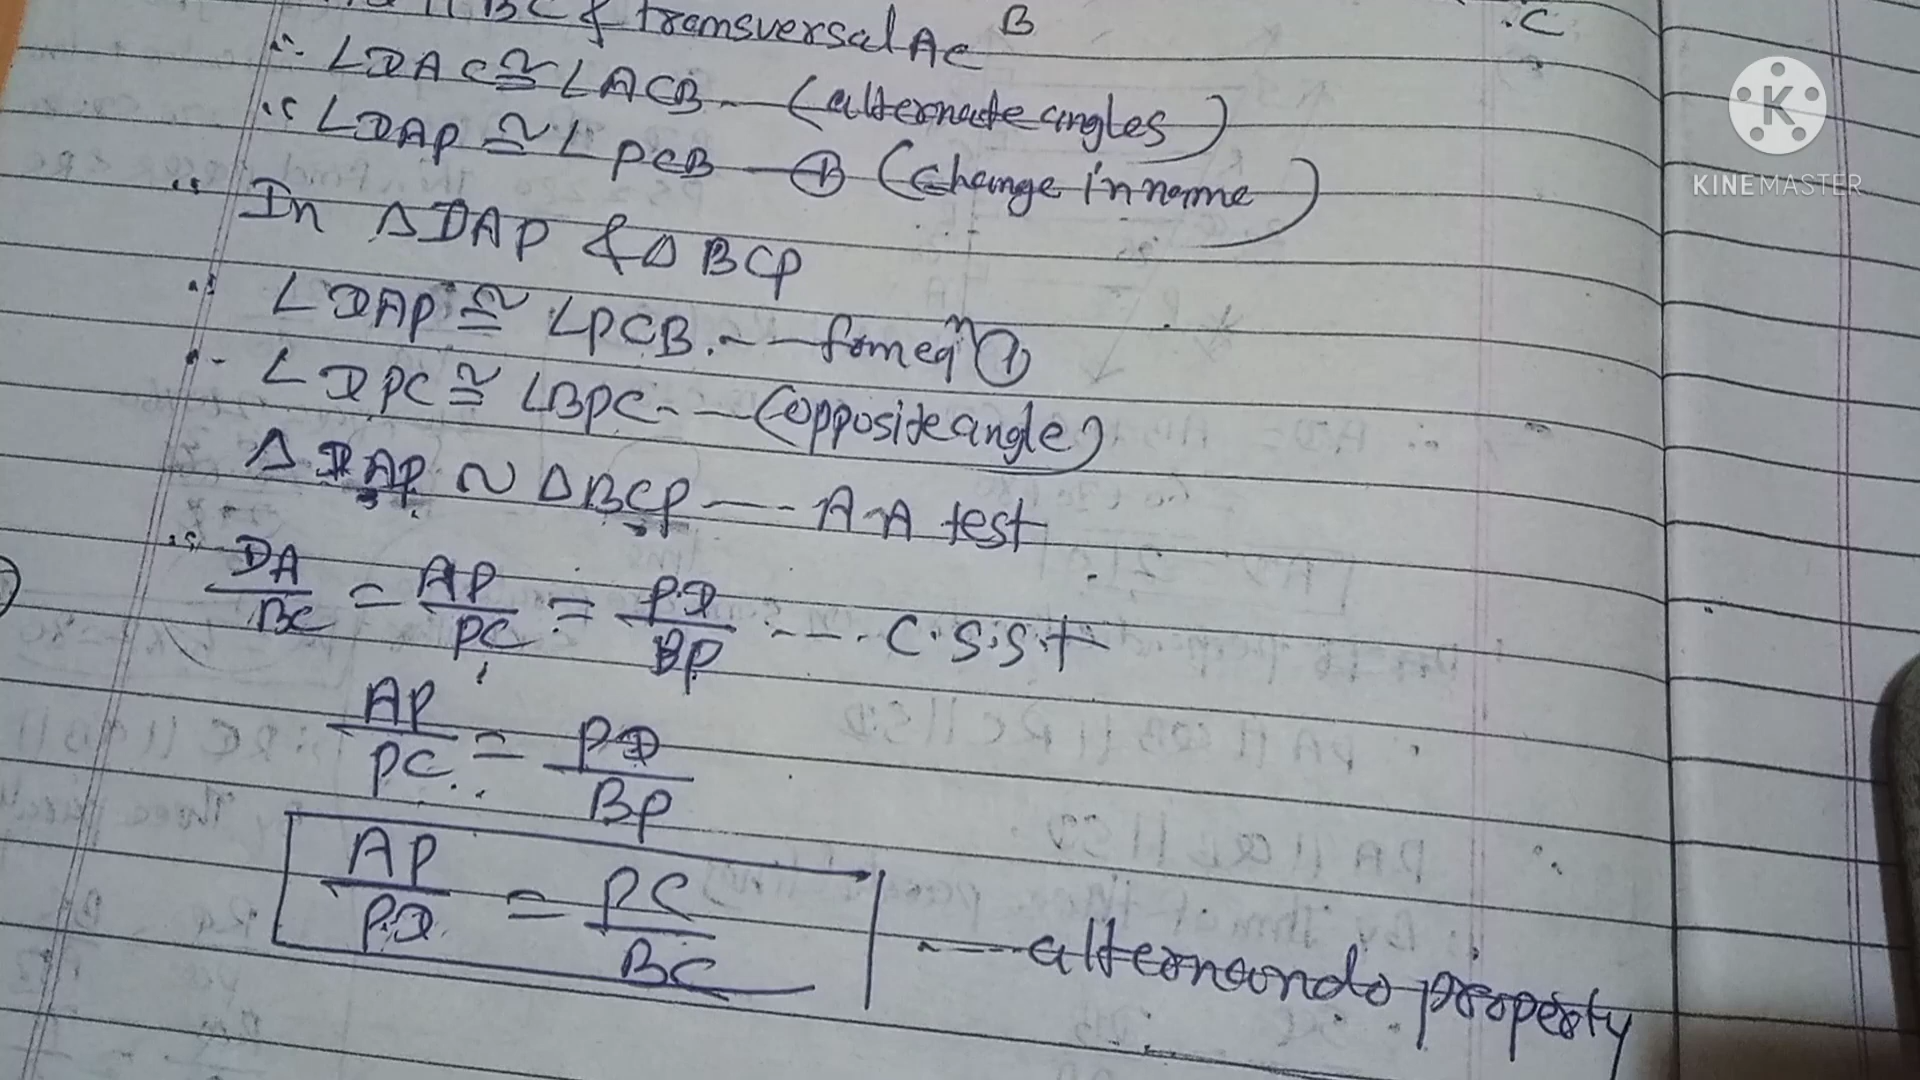 || BC & transversal AC B .C
∴ ∠DAC ≅ ∠ACB - — (alternate angles)
∴ ∠DAP ≅ ∠PCB — ① (change in name)
∴ In △DAP & △BCP
∴ ∠DAP ≅ ∠PCB. - — from eqn ①
∴ ∠DPC ≅ ∠BPC - — (opposite angle)
△DAP ~ △BCP — - - A-A test
∴ DA/BC = AP/PC = PD/BP - - - - C.S.S.t
AP/PC = PD/BP
AP/PD = PC/BC - — alternando property
K
KINEMASTER